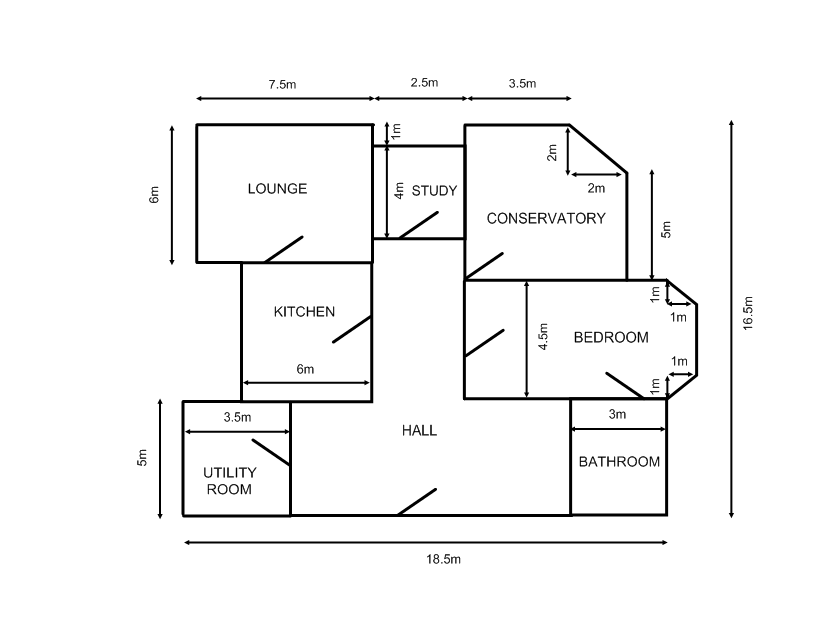 7.5m
2.5m
3.5m
1m
2m
2m
6m
LOUNGE
4m
STUDY
CONSERVATORY
5m
1m
1m
KITCHEN
4.5m
BEDROOM
16.5m
6m
1m
1m
3.5m
HALL
3m
5m
UTILITY
ROOM
BATHROOM
18.5m